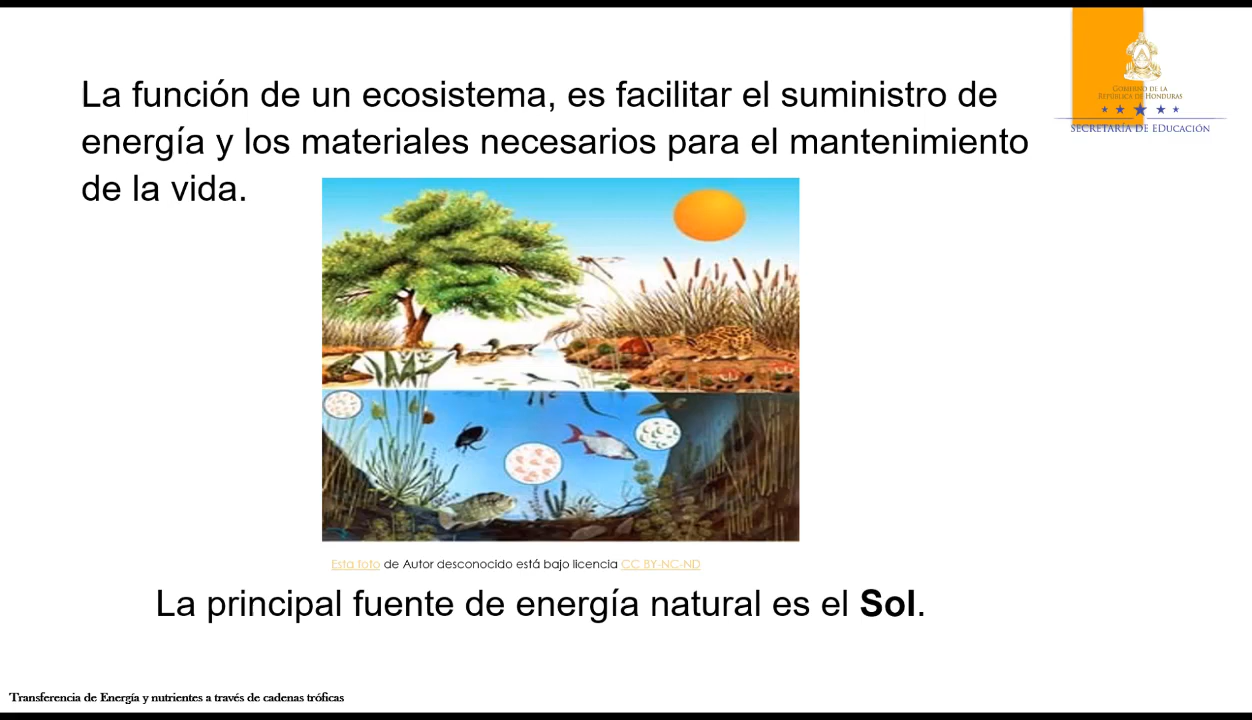 GOBIERNO DE LA
REPÚBLICA DE HONDURAS
SECRETARÍA DE EDUCACIÓN
La función de un ecosistema, es facilitar el suministro de
energía y los materiales necesarios para el mantenimiento
de la vida.
Esta foto de Autor desconocido está bajo licencia CC BY-NC-ND
La principal fuente de energía natural es el Sol.
Transferencia de Energía y nutrientes a través de cadenas tróficas